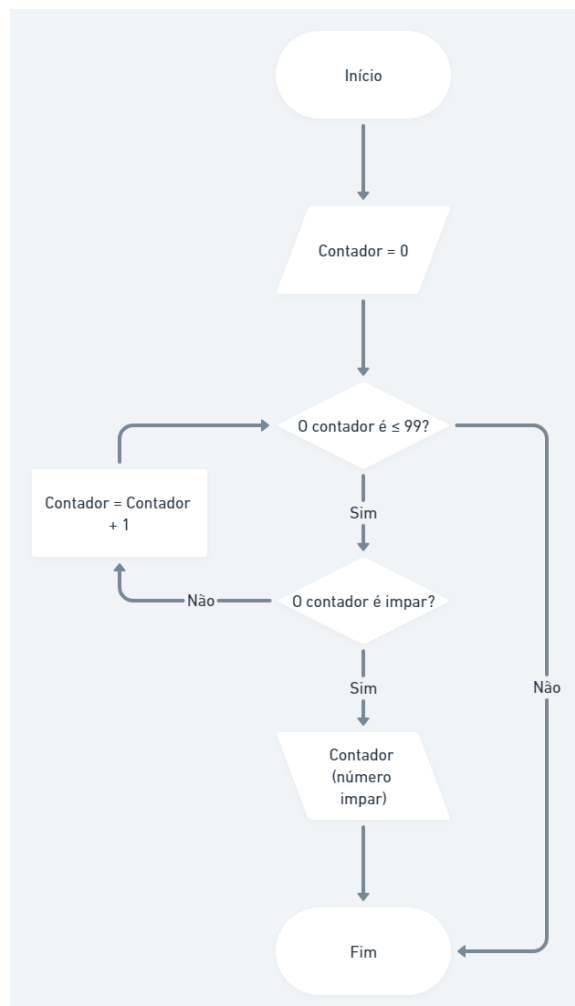 Início
Contador = 0
O contador é ≤ 99?
Contador = Contador
+ 1
Sim
Não
O contador é impar?
Sim
Não
Contador
(número
impar)
Fim